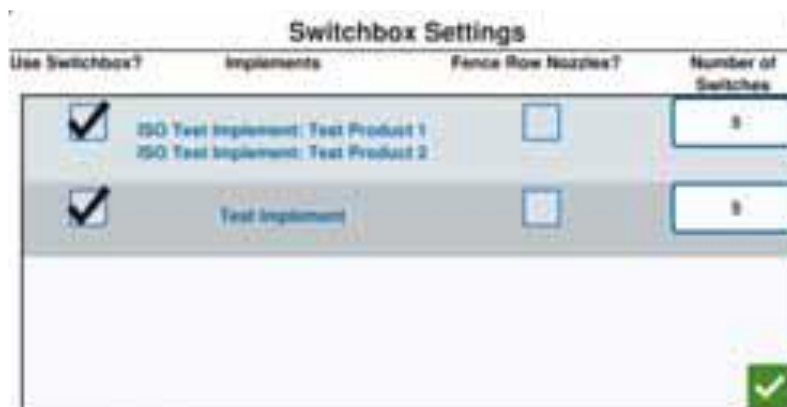 Switchbox Settings
Use Switchbox? Implements Fence Row Nozzles? Number of Switches
ISO Test Implement: Test Product 1
ISO Test Implement: Test Product 2
Test Implement